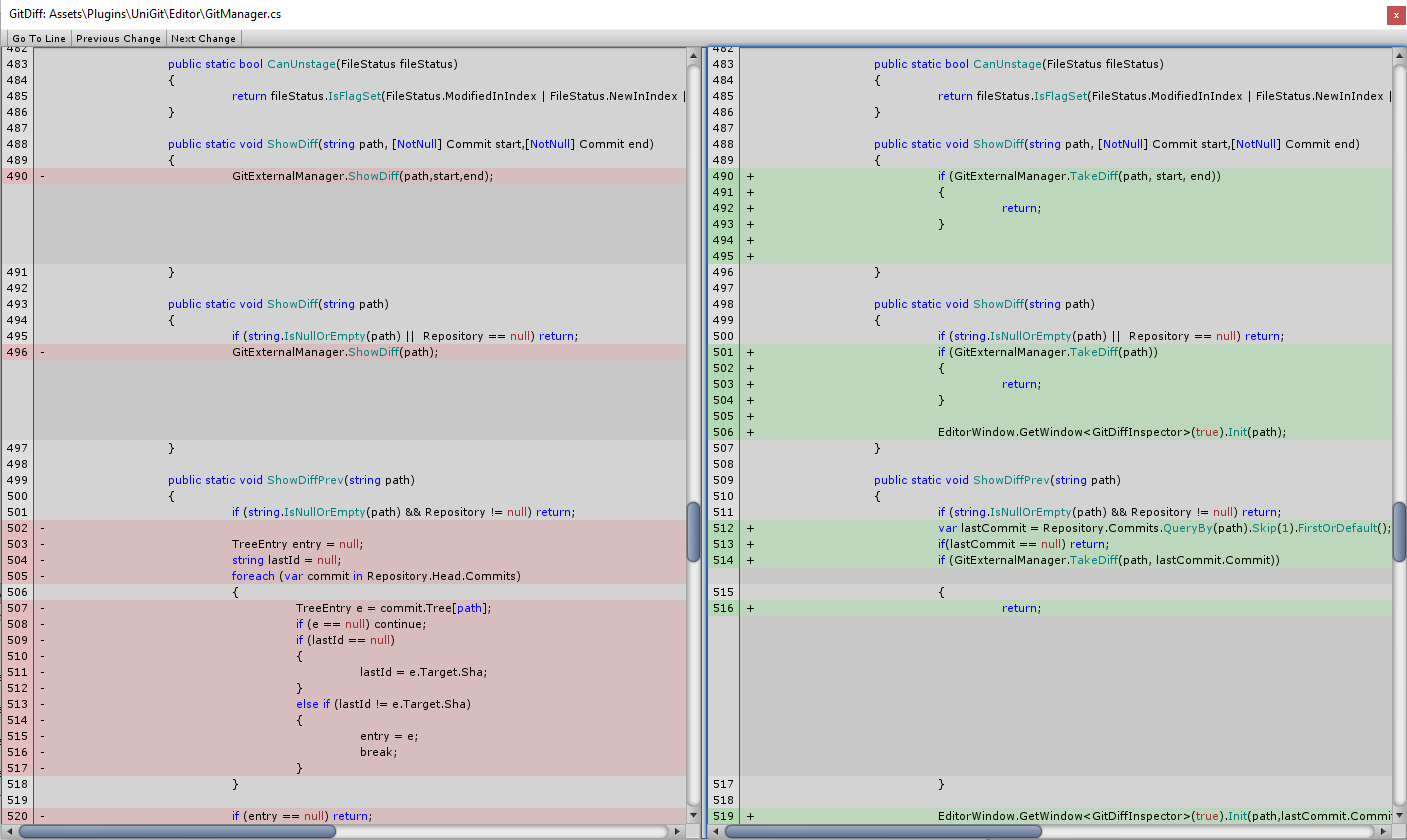 GitDiff: Assets\Plugins\UniGit\Editor\GitManager.cs
x
Go To Line Previous Change Next Change
482
483 public static bool CanUnstage(FileStatus fileStatus)
484 {
485 return fileStatus.IsFlagSet(FileStatus.ModifiedInIndex | FileStatus.NewInIndex |
486 }
487
488 public static void ShowDiff(string path, [NotNull] Commit start,[NotNull] Commit end)
489 {
490 - GitExternalManager.ShowDiff(path,start,end);
491 }
492
493 public static void ShowDiff(string path)
494 {
495 if (string.IsNullOrEmpty(path) || Repository == null) return;
496 - GitExternalManager.ShowDiff(path);
497 }
498
499 public static void ShowDiffPrev(string path)
500 {
501 if (string.IsNullOrEmpty(path) && Repository != null) return;
502 -
503 - TreeEntry entry = null;
504 - string lastId = null;
505 - foreach (var commit in Repository.Head.Commits)
506 {
507 - TreeEntry e = commit.Tree[path];
508 - if (e == null) continue;
509 - if (lastId == null)
510 - {
511 - lastId = e.Target.Sha;
512 - }
513 - else if (lastId != e.Target.Sha)
514 - {
515 - entry = e;
516 - break;
517 - }
518 }
519
520 - if (entry == null) return;
482
483 public static bool CanUnstage(FileStatus fileStatus)
484 {
485 return fileStatus.IsFlagSet(FileStatus.ModifiedInIndex | FileStatus.NewInIndex |
486 }
487
488 public static void ShowDiff(string path, [NotNull] Commit start,[NotNull] Commit end)
489 {
490 + if (GitExternalManager.TakeDiff(path, start, end))
491 + {
492 + return;
493 + }
494 +
495 +
496 }
497
498 public static void ShowDiff(string path)
499 {
500 if (string.IsNullOrEmpty(path) || Repository == null) return;
501 + if (GitExternalManager.TakeDiff(path))
502 + {
503 + return;
504 + }
505 +
506 + EditorWindow.GetWindow<GitDiffInspector>(true).Init(path);
507 }
508
509 public static void ShowDiffPrev(string path)
510 {
511 if (string.IsNullOrEmpty(path) && Repository != null) return;
512 + var lastCommit = Repository.Commits.QueryBy(path).Skip(1).FirstOrDefault();
513 + if(lastCommit == null) return;
514 + if (GitExternalManager.TakeDiff(path, lastCommit.Commit))
515 {
516 + return;
517 }
518
519 + EditorWindow.GetWindow<GitDiffInspector>(true).Init(path,lastCommit.Commi